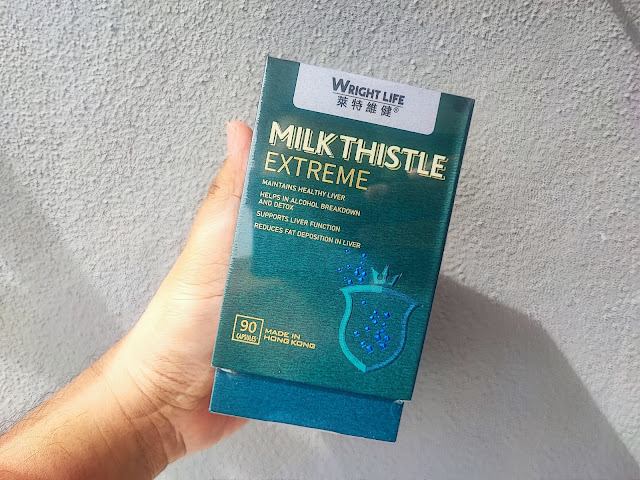 WRIGHT LIFE
萊特維健®
MILK THISTLE
EXTREME
MAINTAINS HEALTHY LIVER
HELPS IN ALCOHOL BREAKDOWN
AND DETOX
SUPPORTS LIVER FUNCTION
REDUCES FAT DEPOSITION IN LIVER
90
CAPSULES
MADE IN
HONG KONG